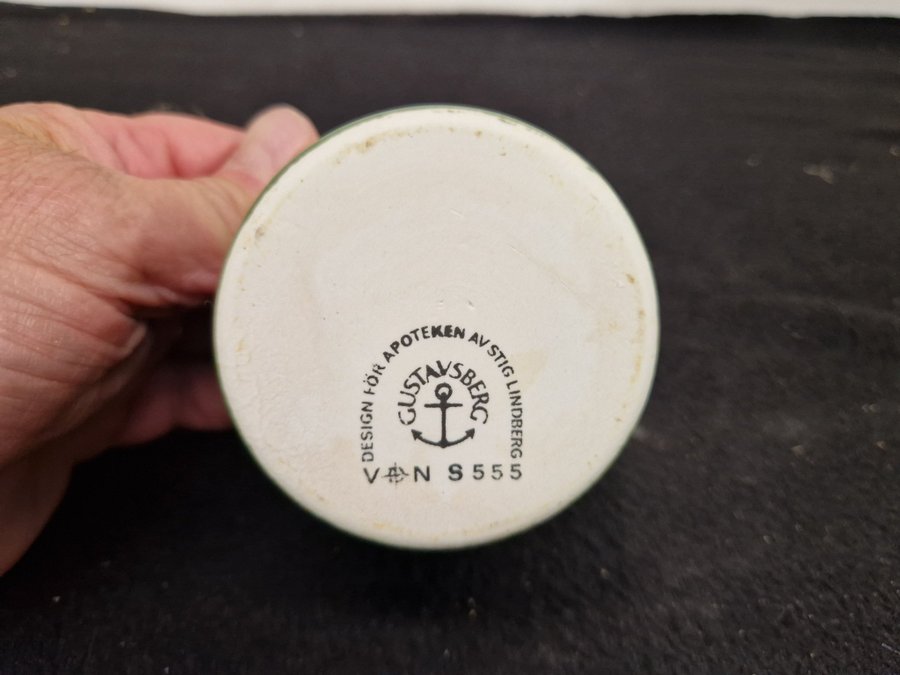 DESIGN FÖR APOTEKEN AV STIG LINDBERG
GUSTAVSBERG
V N S555